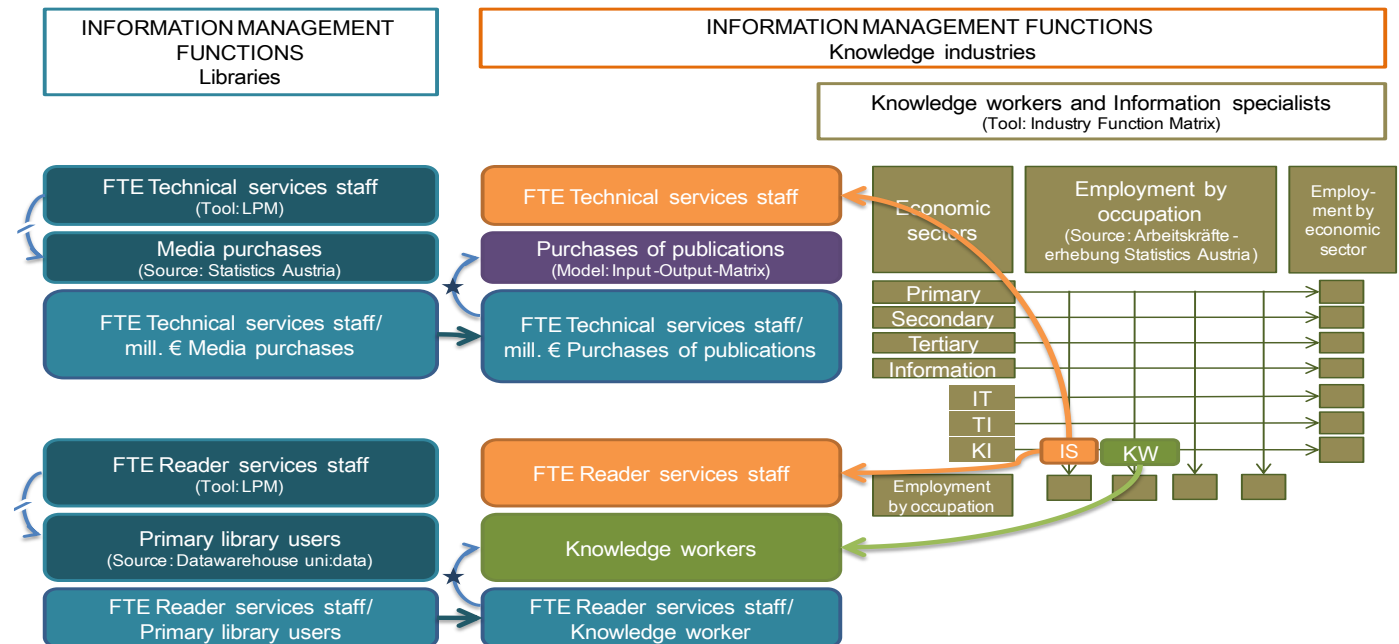 INFORMATION MANAGEMENT
FUNCTIONS
Libraries
INFORMATION MANAGEMENT FUNCTIONS
Knowledge industries
Knowledge workers and Information specialists
(Tool: Industry Function Matrix)
FTE Technical services staff
(Tool: LPM)
Media purchases
(Source: Statistics Austria)
FTE Technical services staff/
mill. € Media purchases
FTE Technical services staff
Purchases of publications
(Model: Input-Output-Matrix)
FTE Technical services staff/
mill. € Purchases of publications
Economic
sectors
Employment by
occupation
(Source: Arbeitskräfte-
erhebung Statistics Austria)
Employ-
ment by
economic
sector
Primary
Secondary
Tertiary
Information
IT
TI
KI
IS
KW
Employment
by occupation
FTE Reader services staff
(Tool: LPM)
Primary library users
(Source: Datawarehouse uni:data)
FTE Reader services staff/
Primary library users
FTE Reader services staff
Knowledge workers
FTE Reader services staff/
Knowledge worker